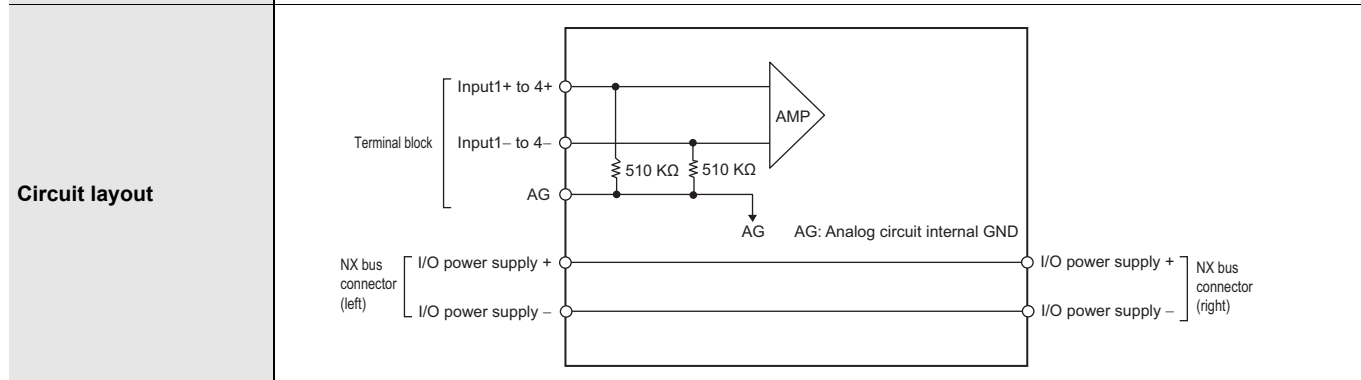 Circuit layout
Terminal block
Input1+ to 4+
Input1– to 4–
AG
510 KΩ
510 KΩ
AMP
AG
AG: Analog circuit internal GND
NX bus
connector
(left)
I/O power supply +
I/O power supply –
I/O power supply +
I/O power supply –
NX bus
connector
(right)